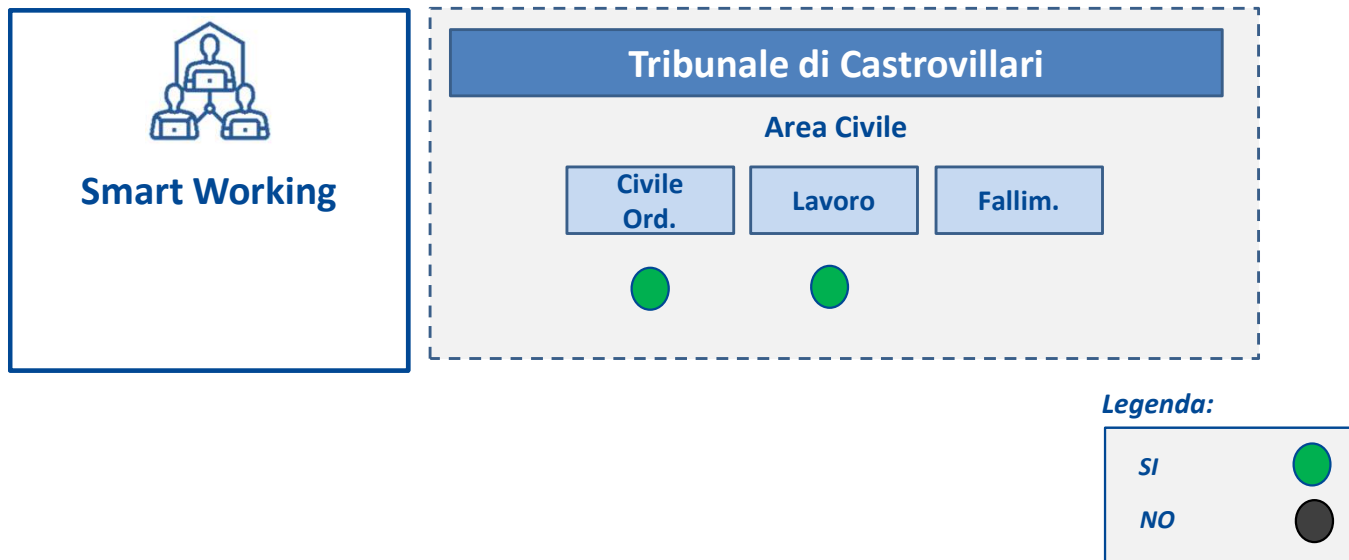 Smart Working
Tribunale di Castrovillari
Area Civile
Civile
Ord.
Lavoro
Fallim.
Legenda:
SI
NO